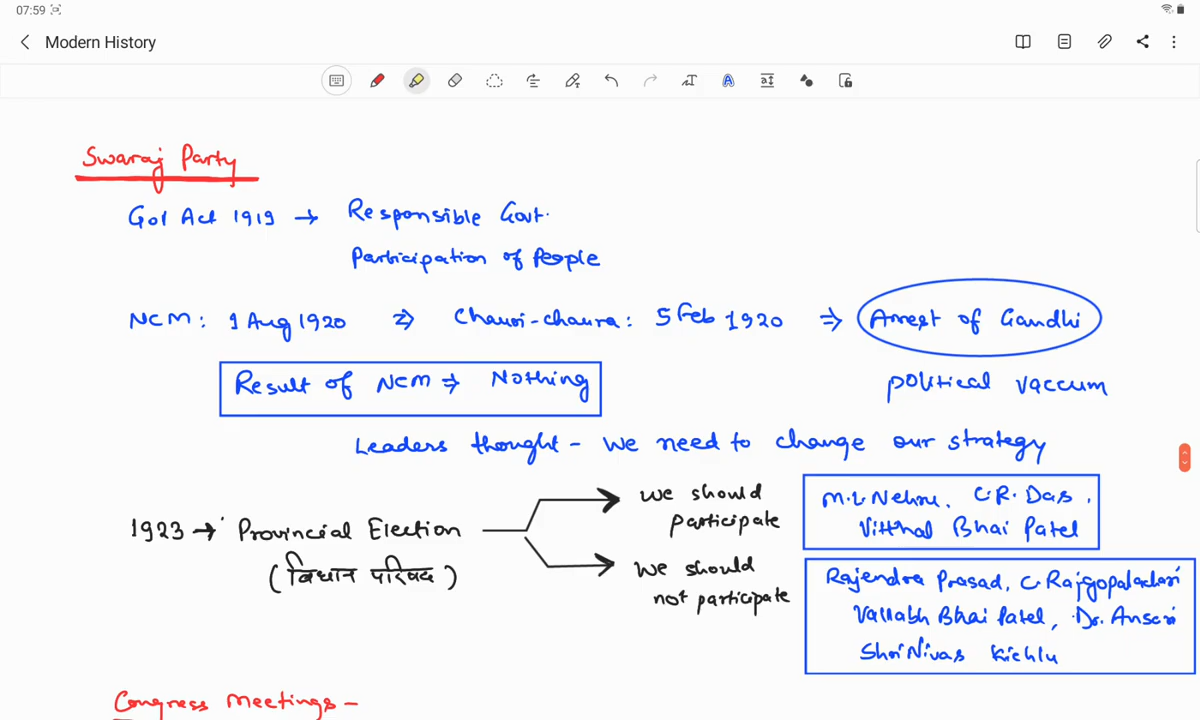 07:59
Modern History
Swaraj Party
GoI Act 1919 → Responsible Govt.
Participation of People
NCM: 1 Aug 1920 ⇒ Chauri-chaura: 5 Feb 1920 ⇒ Arrest of Gandhi
Result of NCM ⇒ Nothing
political vaccum
Leaders thought - We need to change our strategy
1923 → Provincial Election
(विधान परिषद)
we should
participate
M.L. Nehru, C.R. Das,
Vitthal Bhai Patel
we should
not participate
Rajendra Prasad, C. Rajgopalachari
Vallabh Bhai Patel, Dr. Ansari
ShriNivas Kichlu
Congress Meetings -